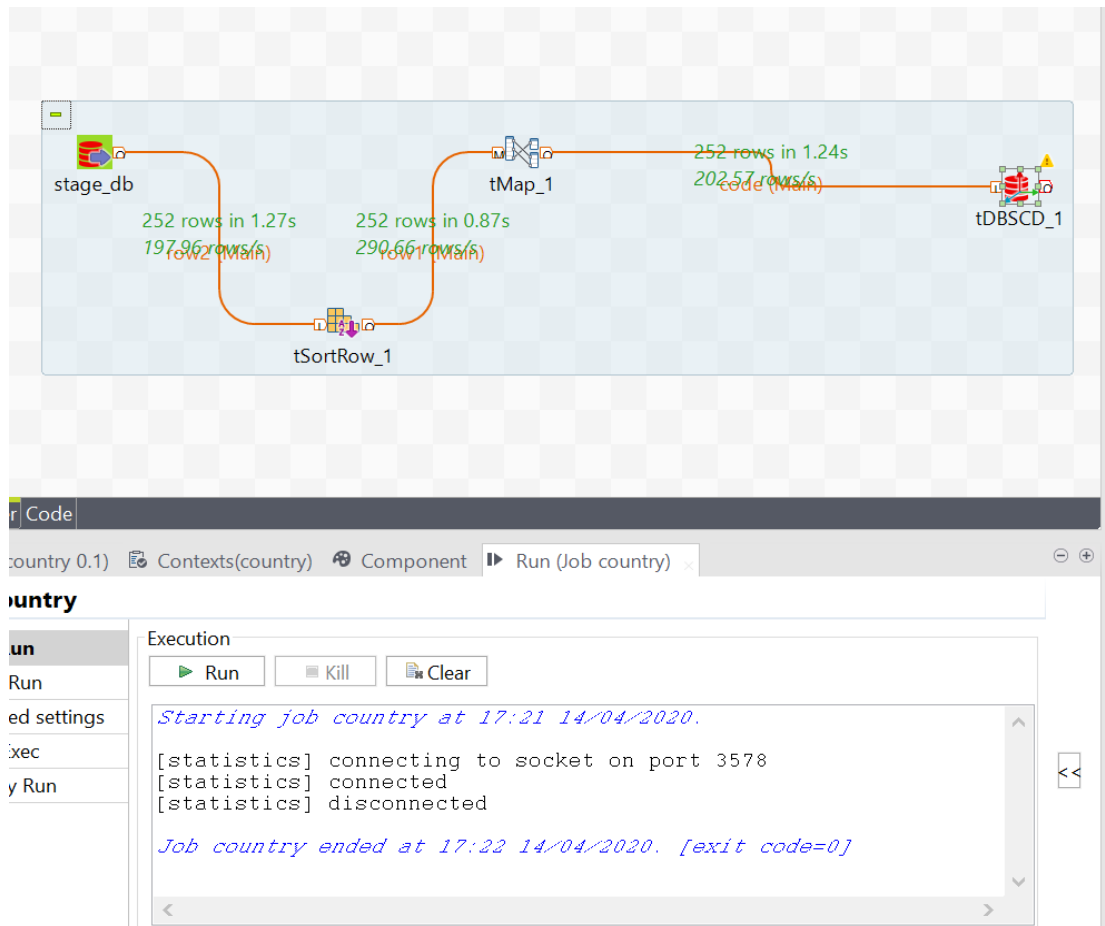 stage_db
tMap_1
252 rows in 1.24s
202.57 rows/s
code (Main)
tDBSCD_1
252 rows in 1.27s
197.96 rows/s
row2 (Main)
252 rows in 0.87s
290.66 rows/s
row1 (Main)
tSortRow_1
r Code
country 0.1) Contexts(country) Component Run (Job country)
ountry
un
Run
ed settings
Exec
y Run
Execution
Run Kill Clear
Starting job country at 17:21 14/04/2020.
[statistics] connecting to socket on port 3578
[statistics] connected
[statistics] disconnected
Job country ended at 17:22 14/04/2020. [exit code=0]
<<